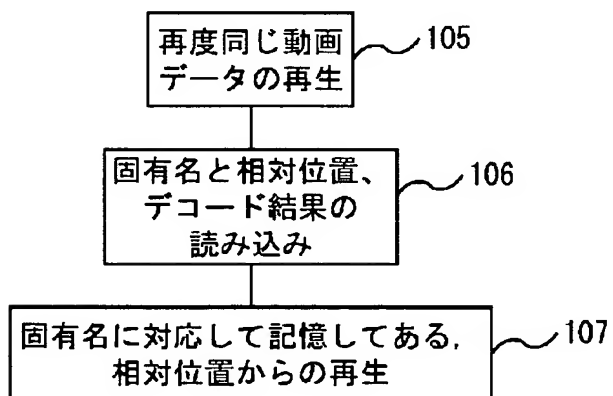 再度同じ動画
データの再生
105
固有名と相対位置、
デコード結果の
読み込み
106
固有名に対応して記憶してある,
相対位置からの再生
107